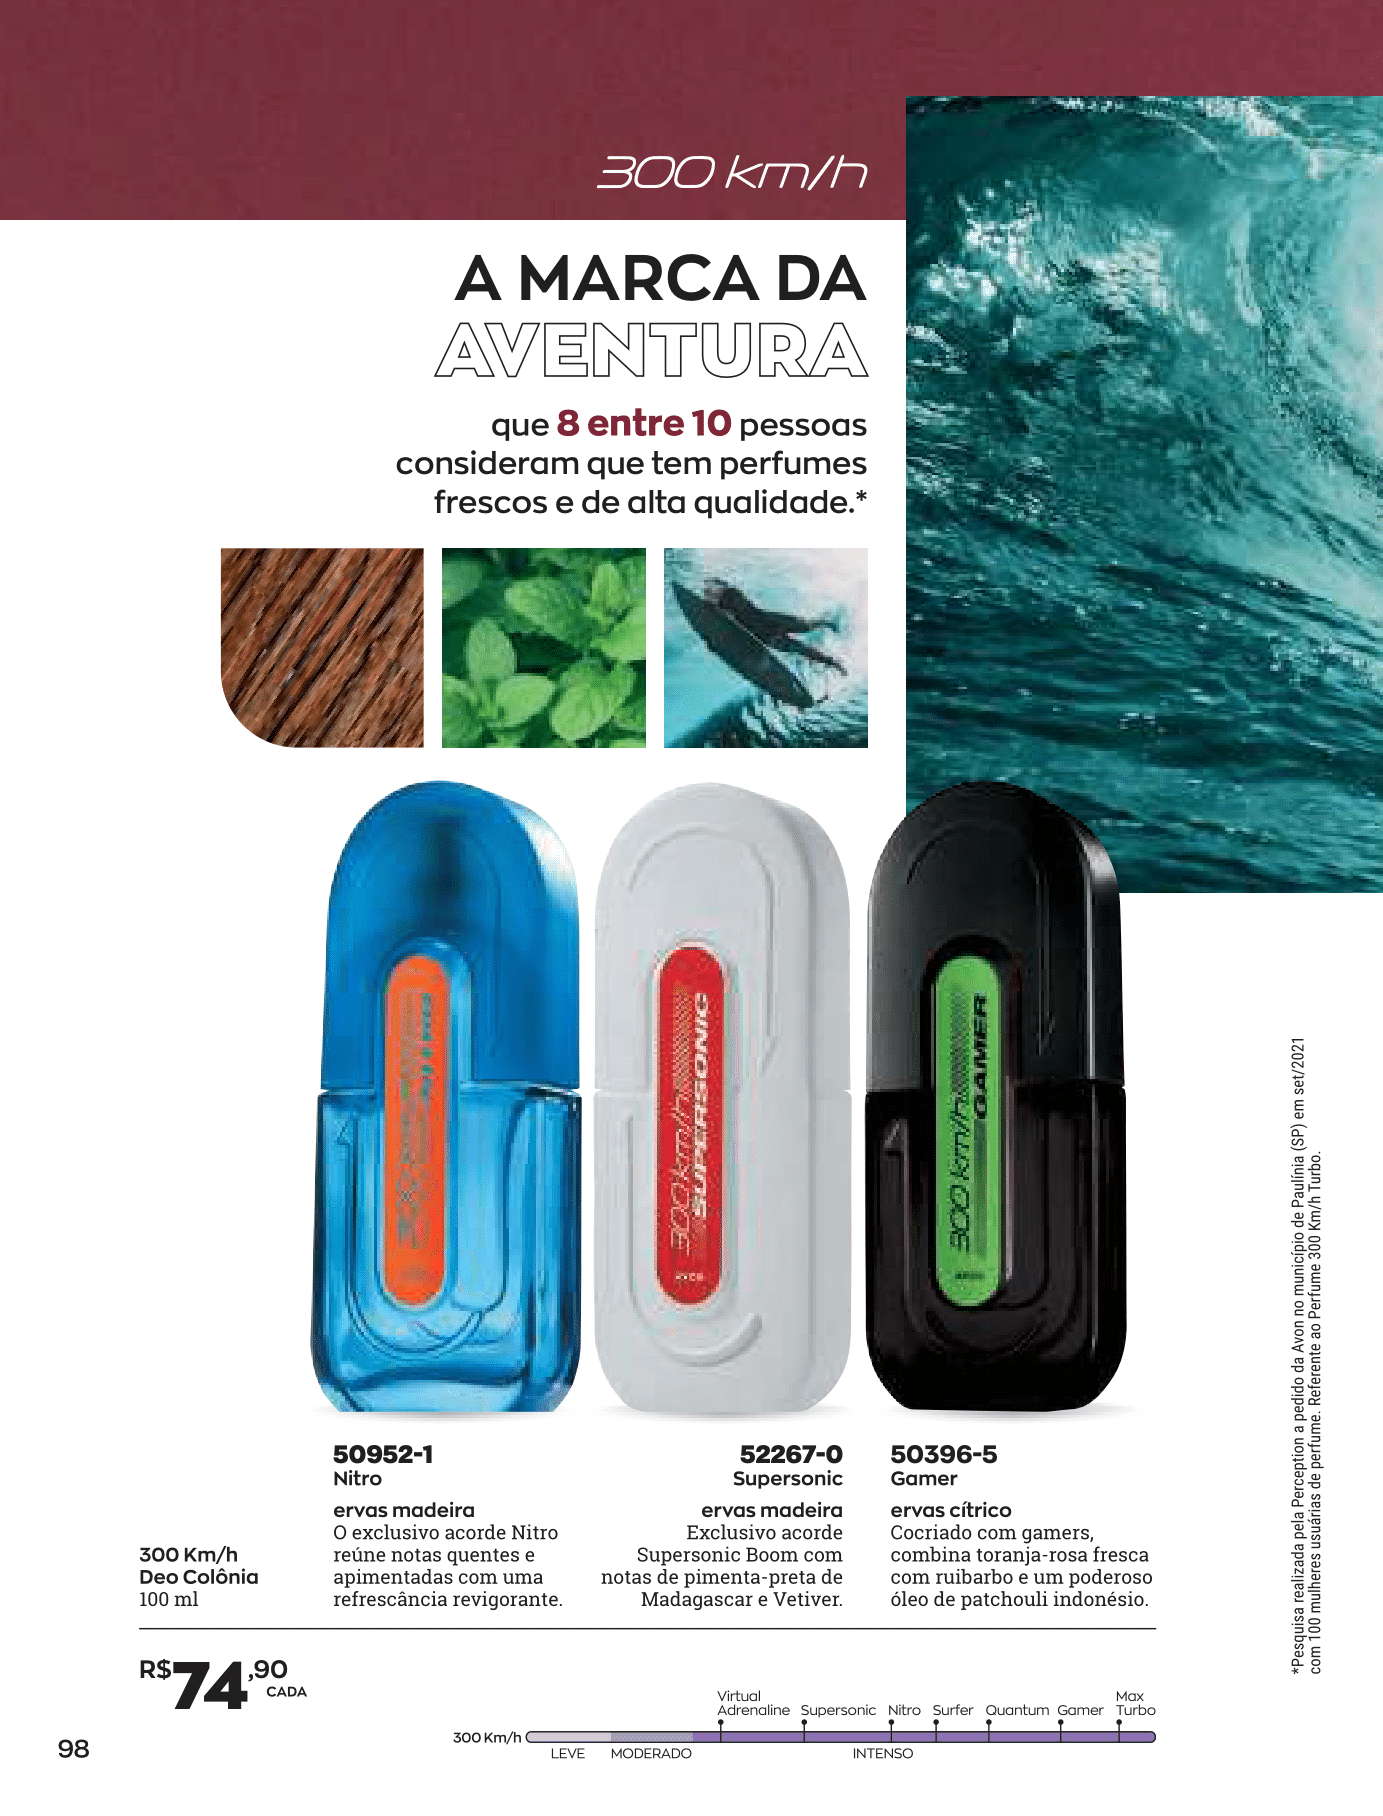 300 km/h
A MARCA DA
AVENTURA
que 8 entre 10 pessoas
consideram que tem perfumes
frescos e de alta qualidade.*
300 km/h
SUPERSONIC
300 km/h
GAMER
50952-1
Nitro
ervas madeira
O exclusivo acorde Nitro
reúne notas quentes e
apimentadas com uma
refrescância revigorante.
52267-0
Supersonic
ervas madeira
Exclusivo acorde
Supersonic Boom com
notas de pimenta-preta de
Madagascar e Vetiver.
50396-5
Gamer
ervas cítrico
Cocriado com gamers,
combina toranja-rosa fresca
com ruibarbo e um poderoso
óleo de patchouli indonésio.
300 Km/h
Deo Colônia
100 ml
R$74,90
CADA
Virtual
Adrenaline
Supersonic
Nitro
Surfer
Quantum
Gamer
Max
Turbo
300 Km/h
LEVE
MODERADO
INTENSO
98
*Pesquisa realizada pela Perception a pedido da Avon no município de Paulínia (SP) em set/2021
com 100 mulheres usuárias de perfume. Referente ao Perfume 300 Km/h Turbo.